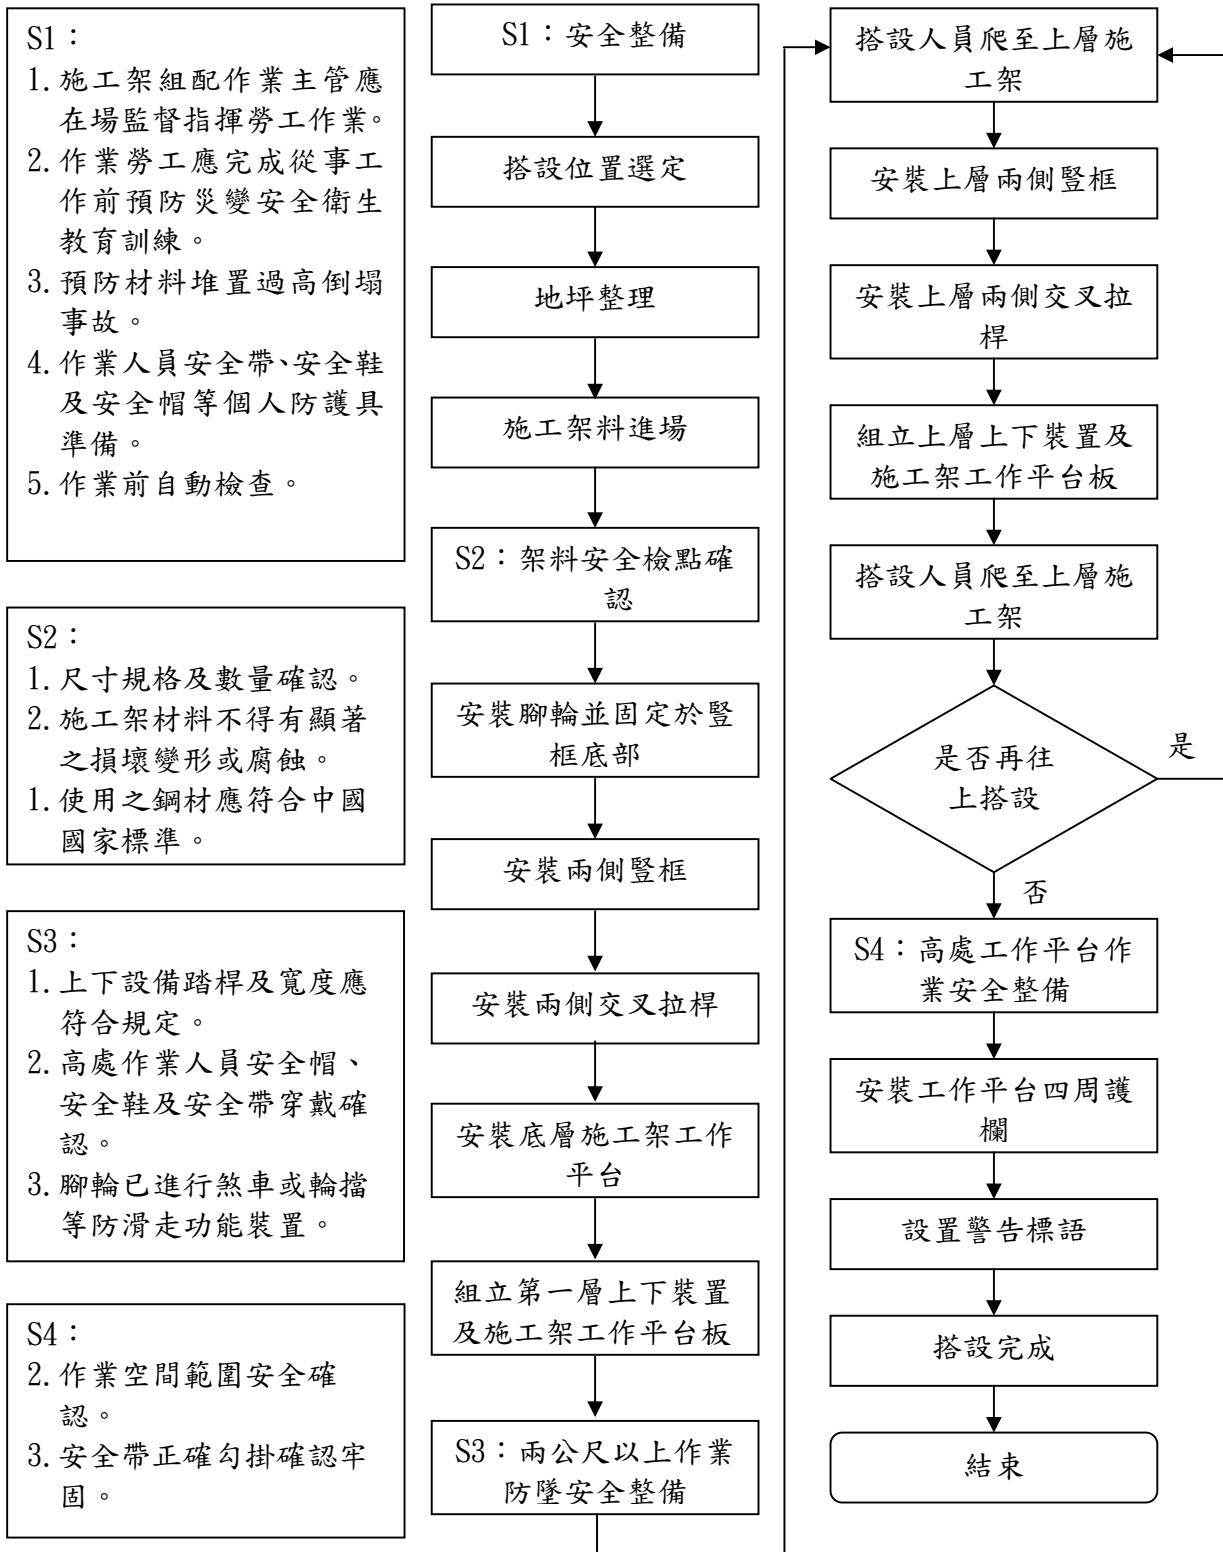 S1：
1.施工架組配作業主管應
在場監督指揮勞工作業。
2.作業勞工應完成從事工
作前預防災變安全衛生
教育訓練。
3.預防材料堆置過高倒塌
事故。
4.作業人員安全帶、安全鞋
及安全帽等個人防護具
準備。
5.作業前自動檢查。
S2：
1.尺寸規格及數量確認。
2.施工架材料不得有顯著
之損壞變形或腐蝕。
1.使用之鋼材應符合中國
國家標準。
S3：
1.上下設備踏桿及寬度應
符合規定。
2.高處作業人員安全帽、
安全鞋及安全帶穿戴確
認。
3.腳輪已進行煞車或輪擋
等防滑走功能裝置。
S4：
2.作業空間範圍安全確
認。
3.安全帶正確勾掛確認牢
固。
S1：安全整備
搭設位置選定
地坪整理
施工架料進場
S2：架料安全檢點確
認
安裝腳輪並固定於豎
框底部
安裝兩側豎框
安裝兩側交叉拉桿
安裝底層施工架工作
平台
組立第一層上下裝置
及施工架工作平台板
S3：兩公尺以上作業
防墜安全整備
搭設人員爬至上層施
工架
安裝上層兩側豎框
安裝上層兩側交叉拉
桿
組立上層上下裝置及
施工架工作平台板
搭設人員爬至上層施
工架
是否再往
上搭設
是
否
S4：高處工作平台作
業安全整備
安裝工作平台四周護
欄
設置警告標語
搭設完成
結束